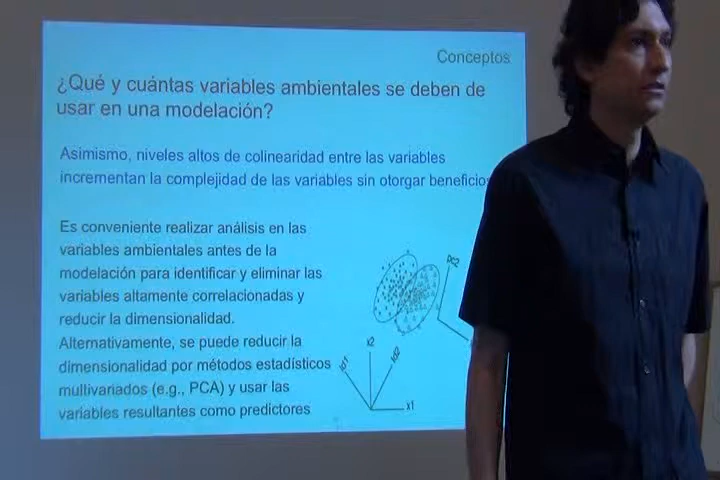 Conceptos
¿Qué y cuántas variables ambientales se deben de
usar en una modelación?
Asimismo, niveles altos de colinearidad entre las variables
incrementan la complejidad de las variables sin otorgar beneficio
Es conveniente realizar análisis en las
variables ambientales antes de la
modelación para identificar y eliminar las
variables altamente correlacionadas y
reducir la dimensionalidad.
Alternativamente, se puede reducir la
dimensionalidad por métodos estadísticos
multivariados (e.g., PCA) y usar las
variables resultantes como predictores
PC2
x2
x1